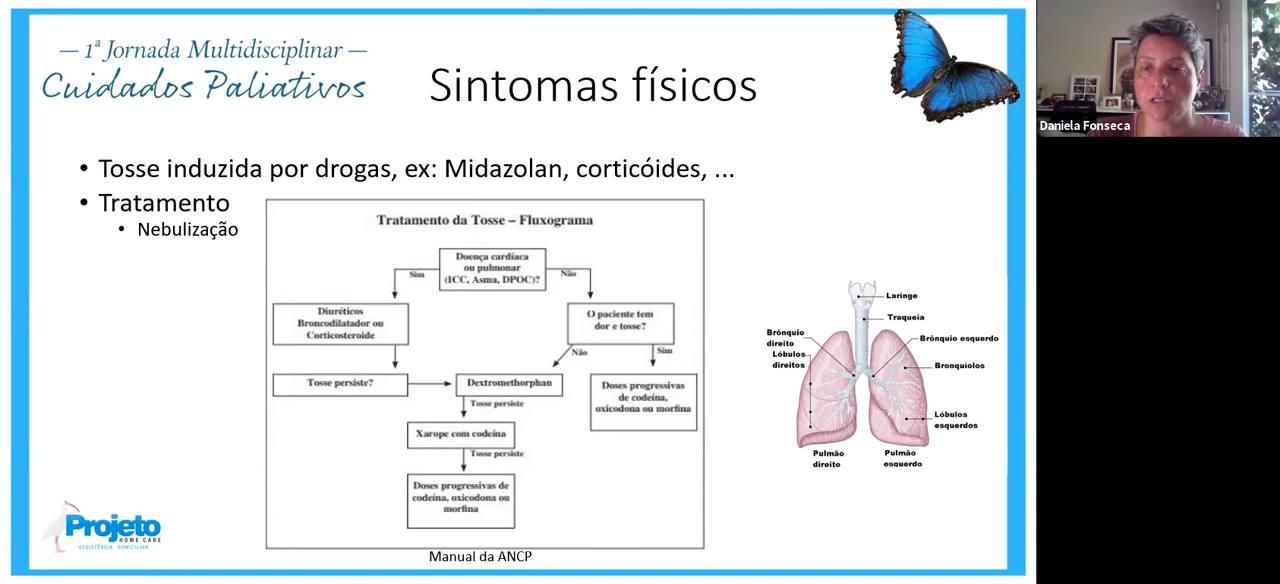 — 1ª Jornada Multidisciplinar —
Cuidados Paliativos
Sintomas físicos
Daniela Fonseca
• Tosse induzida por drogas, ex: Midazolan, corticóides, ...
• Tratamento
• Nebulização
Tratamento da Tosse – Fluxograma
Doença cardíaca
ou pulmonar
(ICC, Asma, DPOC)?
Sim
Não
Diuréticos
Broncodilatador ou
Corticosteroide
O paciente tem
dor e tosse?
Não
Sim
Tosse persiste?
Dextromethorphan
Doses progressivas
de codeína,
oxicodona ou morfina
Tosse persiste
Xarope com codeína
Tosse persiste
Doses progressivas de
codeína, oxicodona ou
morfina
Manual da ANCP
Laringe
Traqueia
Brônquio
direito
Brônquio esquerdo
Lóbulos
direitos
Bronquíolos
Lóbulos
esquerdos
Pulmão
direito
Pulmão
esquerdo
Projeto
HOME CARE
ASSISTÊNCIA DOMICILIAR